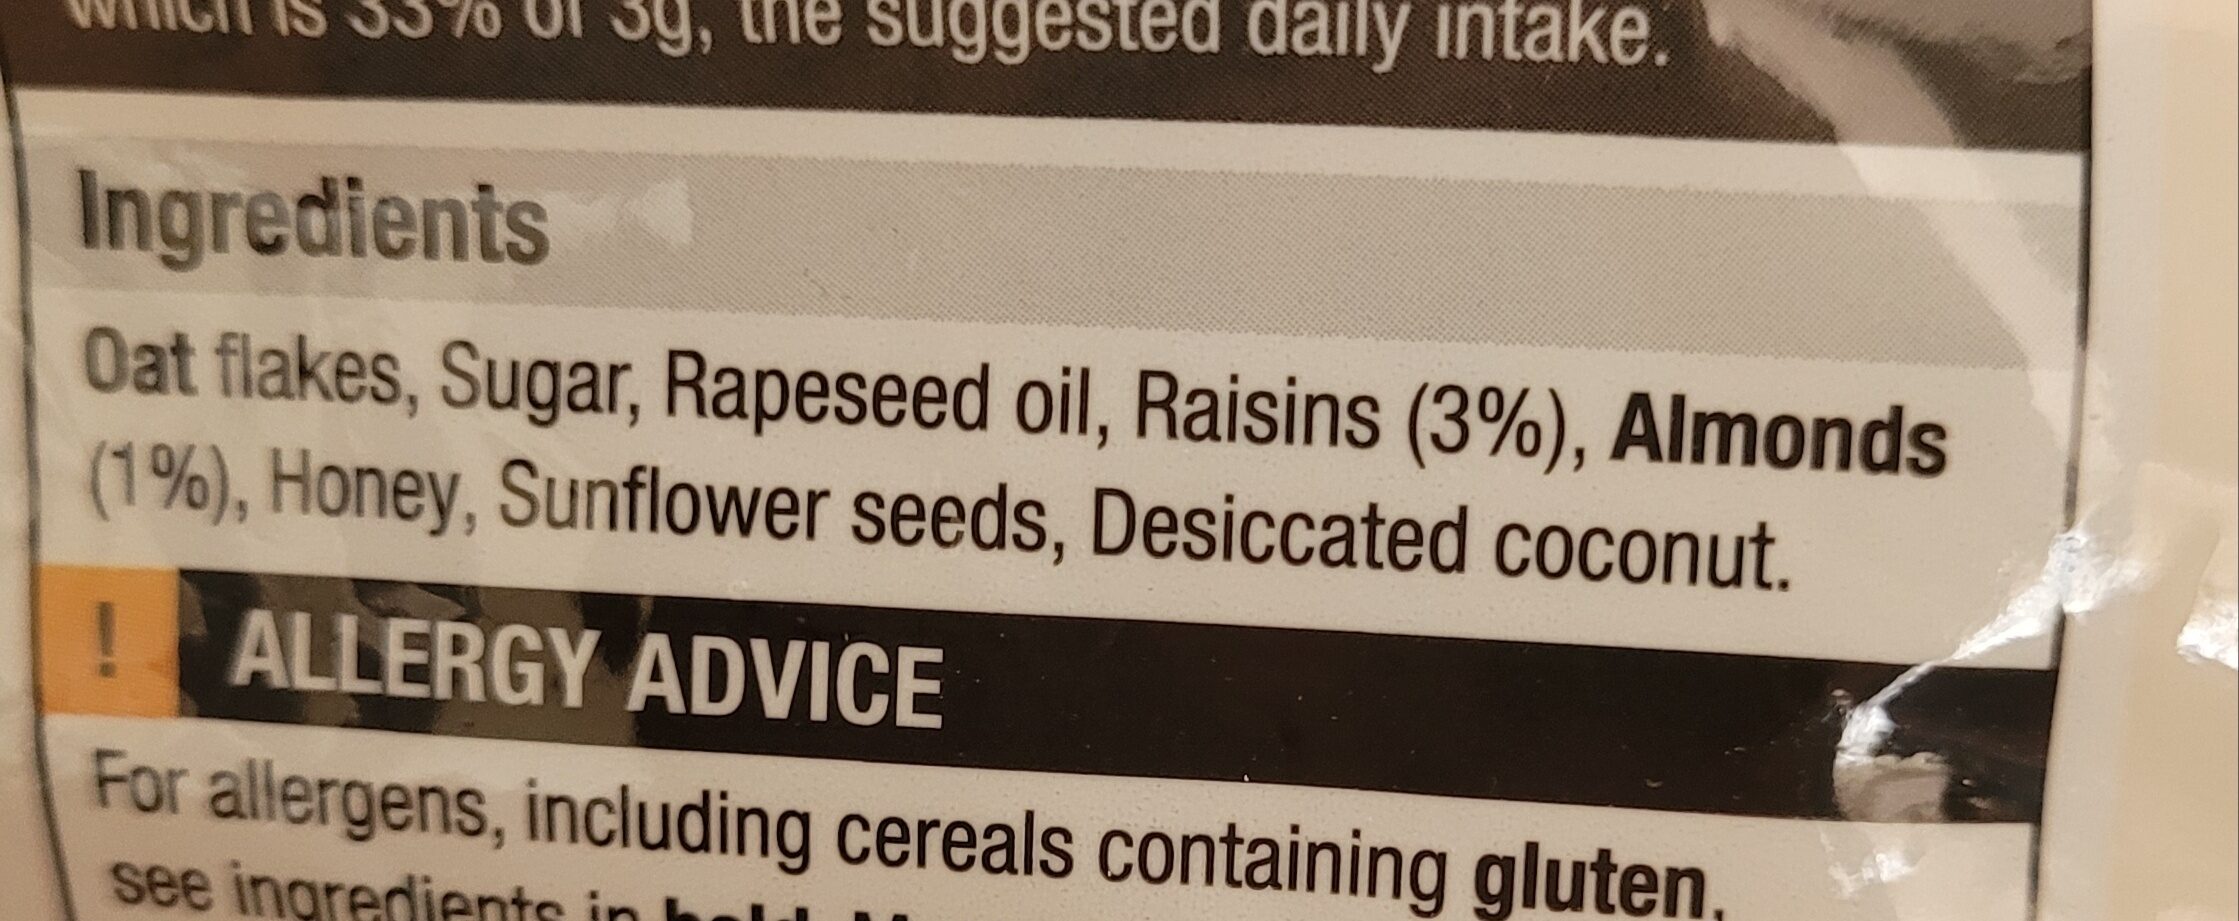 which is 33% of 3g, the suggested daily intake.
Ingredients
Oat flakes, Sugar, Rapeseed oil, Raisins (3%), Almonds
(1%), Honey, Sunflower seeds, Desiccated coconut.
! ALLERGY ADVICE
For allergens, including cereals containing gluten,
see ingredients in bold.